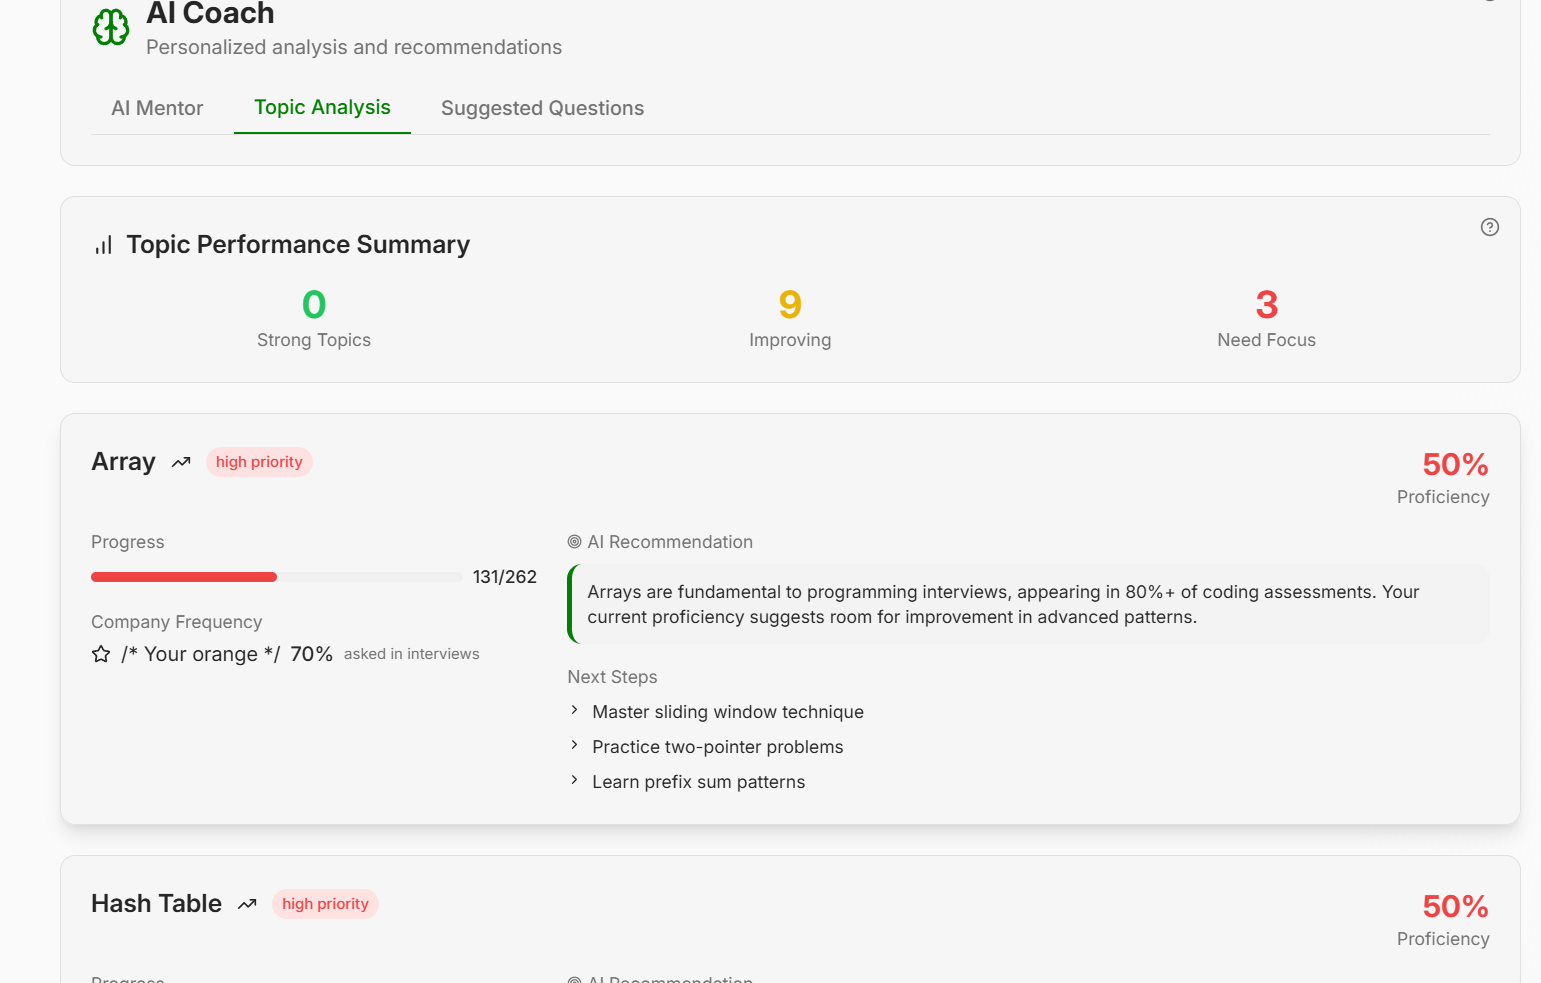 AI Coach
Personalized analysis and recommendations
AI Mentor
Topic Analysis
Suggested Questions
Topic Performance Summary
0
Strong Topics
9
Improving
3
Need Focus
Array
high priority
50%
Proficiency
Progress
131/262
Company Frequency
/* Your orange */ 70% asked in interviews
AI Recommendation
Arrays are fundamental to programming interviews, appearing in 80%+ of coding assessments. Your
current proficiency suggests room for improvement in advanced patterns.
Next Steps
Master sliding window technique
Practice two-pointer problems
Learn prefix sum patterns
Hash Table
high priority
50%
Proficiency
Progress
AI Recommendation